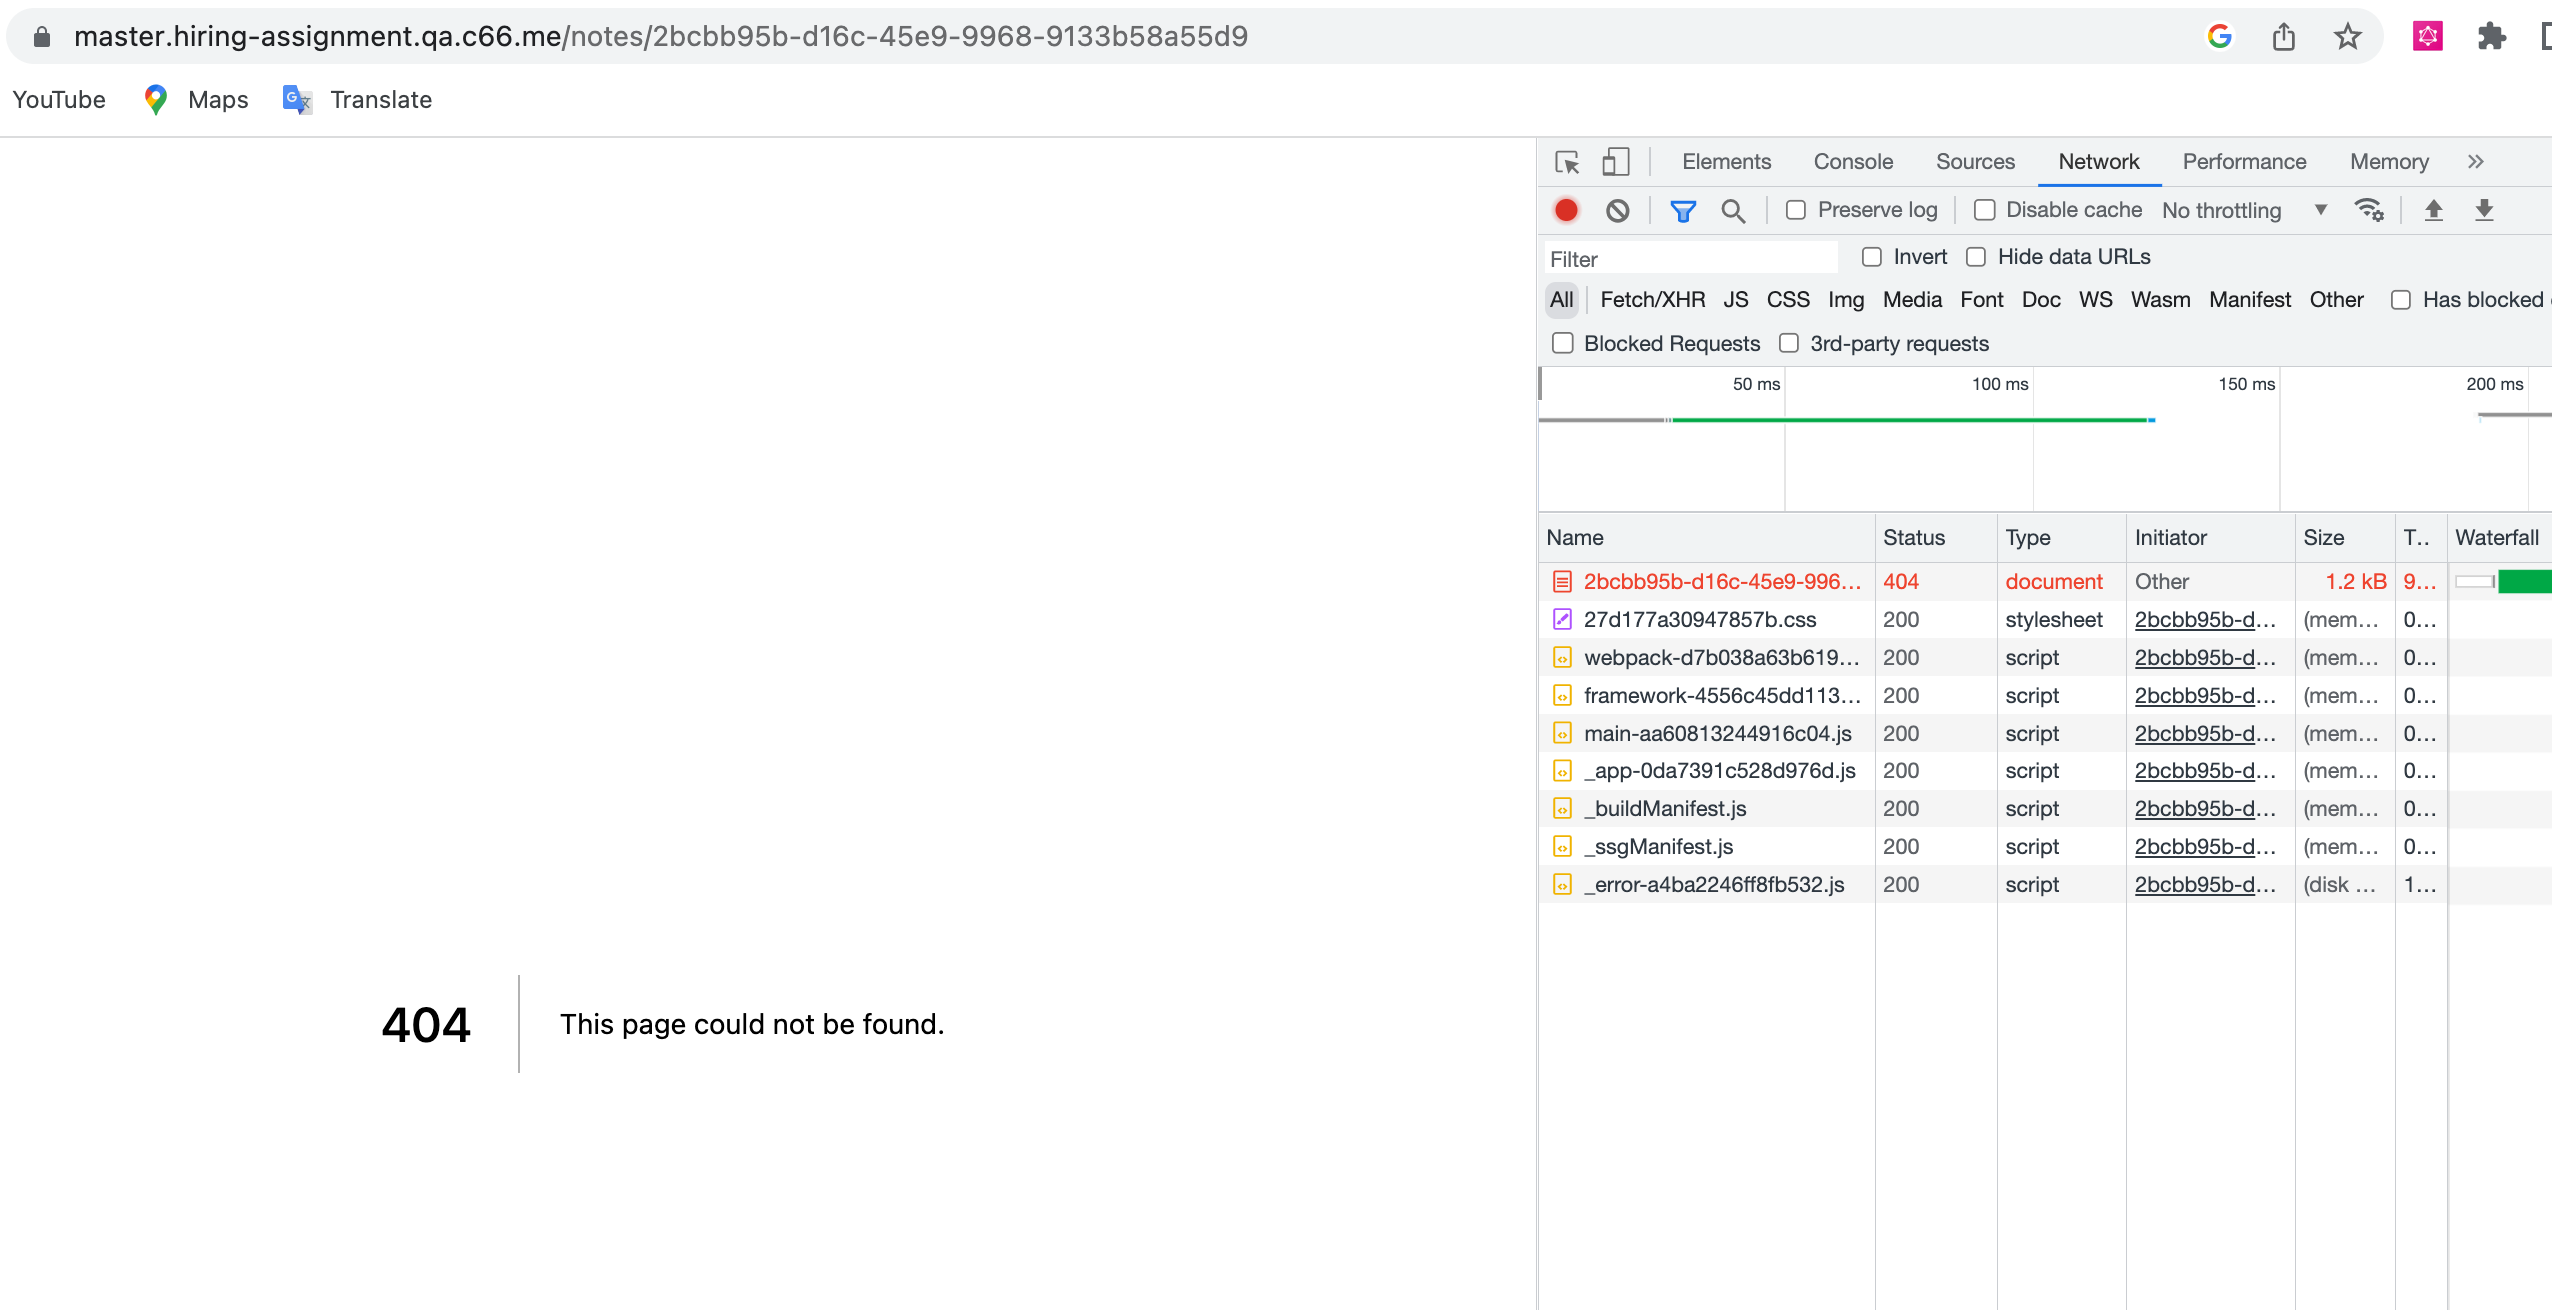 master.hiring-assignment.qa.c66.me/notes/2bcbb95b-d16c-45e9-9968-9133b58a55d9
YouTube Maps Translate
Elements Console Sources Network Performance Memory
Preserve log Disable cache No throttling
Filter Invert Hide data URLs
All Fetch/XHR JS CSS Img Media Font Doc WS Wasm Manifest Other Has blocked
Blocked Requests 3rd-party requests
50 ms 100 ms 150 ms 200 ms
Name Status Type Initiator Size T... Waterfall
2bcbb95b-d16c-45e9-996... 404 document Other 1.2 kB 9...
27d177a30947857b.css 200 stylesheet 2bcbb95b-d... (mem... 0...
webpack-d7b038a63b619... 200 script 2bcbb95b-d... (mem... 0...
framework-4556c45dd113... 200 script 2bcbb95b-d... (mem... 0...
main-aa60813244916c04.js 200 script 2bcbb95b-d... (mem... 0...
_app-0da7391c528d976d.js 200 script 2bcbb95b-d... (mem... 0...
_buildManifest.js 200 script 2bcbb95b-d... (mem... 0...
_ssgManifest.js 200 script 2bcbb95b-d... (mem... 0...
_error-a4ba2246ff8fb532.js 200 script 2bcbb95b-d... (disk ... 1...
404 This page could not be found.